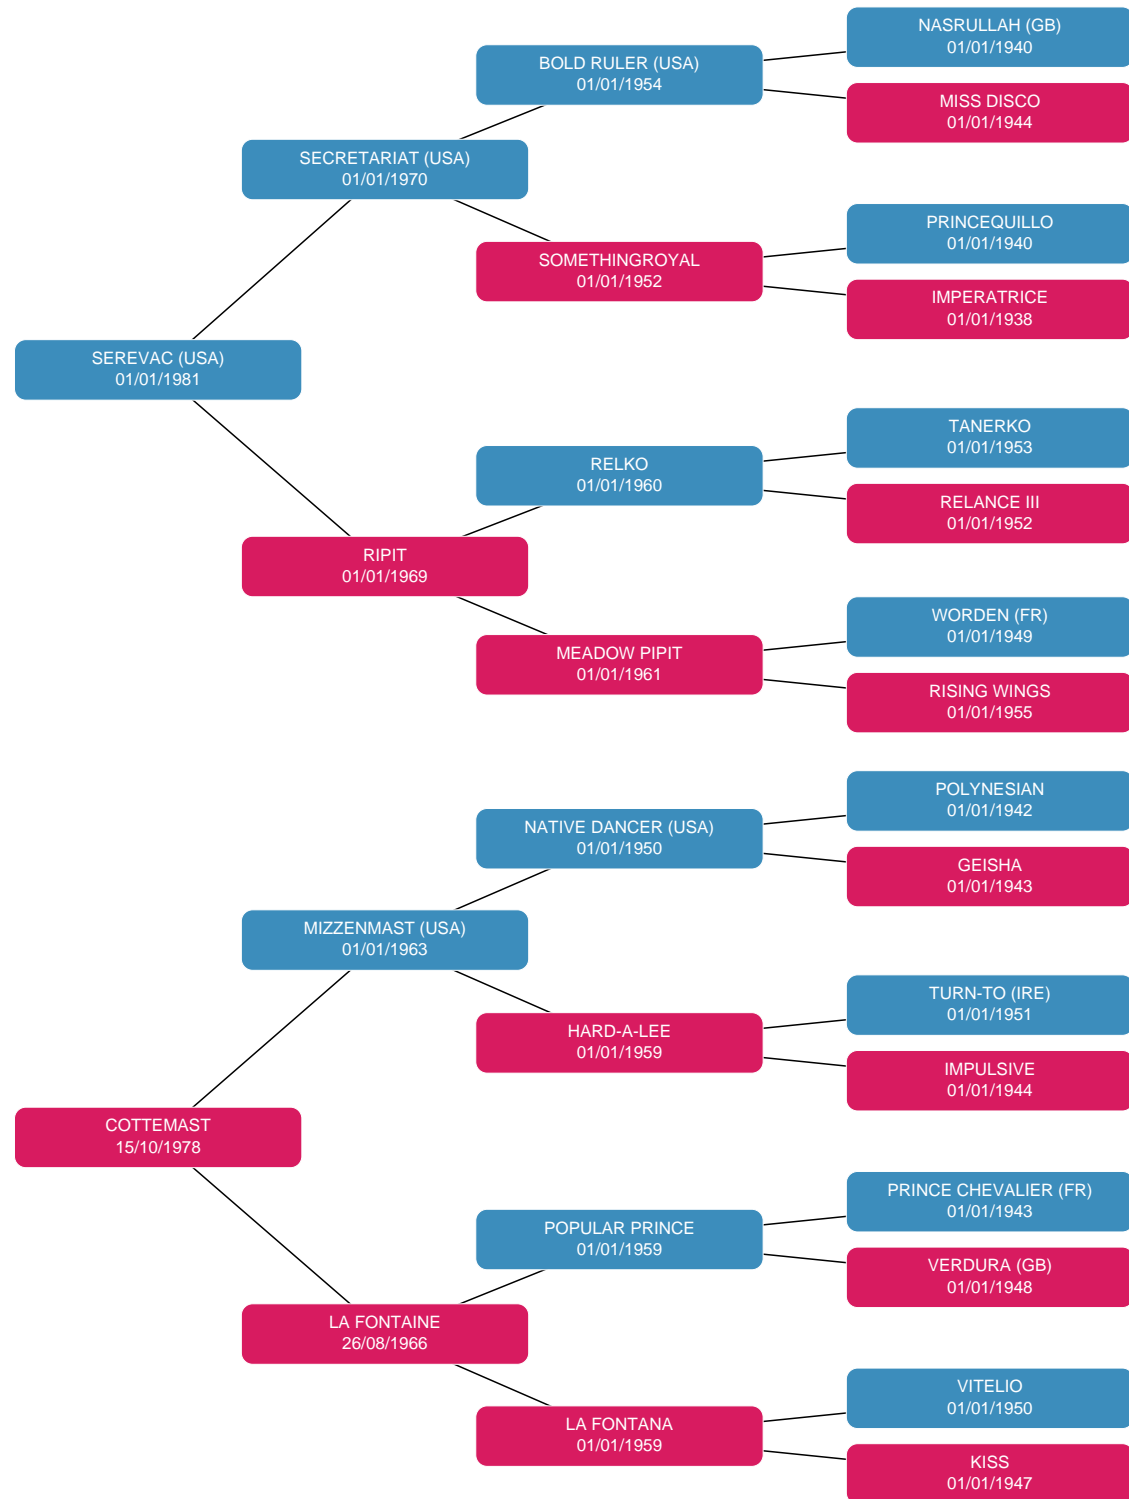 NASRULLAH (GB)
01/01/1940
BOLD RULER (USA)
01/01/1954
MISS DISCO
01/01/1944
SECRETARIAT (USA)
01/01/1970
PRINCEQUILLO
01/01/1940
SOMETHINGROYAL
01/01/1952
IMPERATRICE
01/01/1938
SEREVAC (USA)
01/01/1981
TANERKO
01/01/1953
RELKO
01/01/1960
RELANCE III
01/01/1952
RIPIT
01/01/1969
WORDEN (FR)
01/01/1949
MEADOW PIPIT
01/01/1961
RISING WINGS
01/01/1955
POLYNESIAN
01/01/1942
NATIVE DANCER (USA)
01/01/1950
GEISHA
01/01/1943
MIZZENMAST (USA)
01/01/1963
TURN-TO (IRE)
01/01/1951
HARD-A-LEE
01/01/1959
IMPULSIVE
01/01/1944
COTTEMAST
15/10/1978
PRINCE CHEVALIER (FR)
01/01/1943
POPULAR PRINCE
01/01/1959
VERDURA (GB)
01/01/1948
LA FONTAINE
26/08/1966
VITELIO
01/01/1950
LA FONTANA
01/01/1959
KISS
01/01/1947